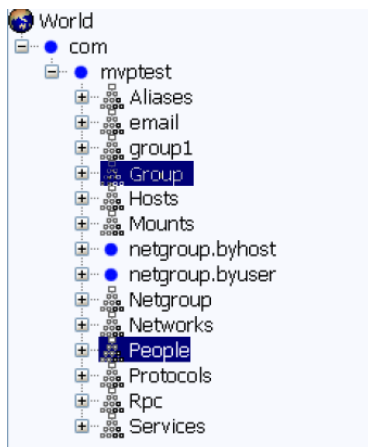 World
com
mvptest
Aliases
email
group1
Group
Hosts
Mounts
netgroup.byhost
netgroup.byuser
Netgroup
Networks
People
Protocols
Rpc
Services